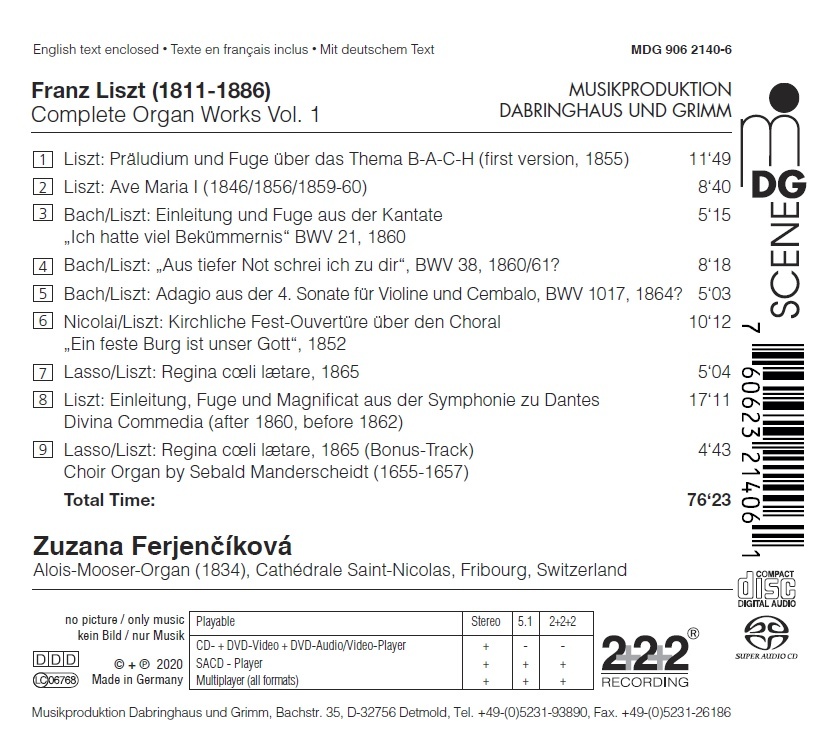 English text enclosed • Texte en français inclus • Mit deutschem Text
MDG 906 2140-6
Franz Liszt (1811-1886)
Complete Organ Works Vol. 1
MUSIKPRODUKTION
DABRINGHAUS UND GRIMM
1 Liszt: Präludium und Fuge über das Thema B-A-C-H (first version, 1855) 11‘49
2 Liszt: Ave Maria I (1846/1856/1859-60) 8‘40
3 Bach/Liszt: Einleitung und Fuge aus der Kantate 5‘15
„Ich hatte viel Bekümmernis“ BWV 21, 1860
4 Bach/Liszt: „Aus tiefer Not schrei ich zu dir“, BWV 38, 1860/61? 8‘18
5 Bach/Liszt: Adagio aus der 4. Sonate für Violine und Cembalo, BWV 1017, 1864? 5‘03
6 Nicolai/Liszt: Kirchliche Fest-Ouvertüre über den Choral 10‘12
„Ein feste Burg ist unser Gott“, 1852
7 Lasso/Liszt: Regina cœli lætare, 1865 5‘04
8 Liszt: Einleitung, Fuge und Magnificat aus der Symphonie zu Dantes 17‘11
Divina Commedia (after 1860, before 1862)
9 Lasso/Liszt: Regina cœli lætare, 1865 (Bonus-Track) 4‘43
Choir Organ by Sebald Manderscheidt (1655-1657)
Total Time: 76‘23
Zuzana Ferjenčíková
Alois-Mooser-Organ (1834), Cathédrale Saint-Nicolas, Fribourg, Switzerland
mDG
SCENE
7 60623 21406 1
COMPACT
disc
DIGITAL AUDIO
SUPER AUDIO CD
no picture / only music
kein Bild / nur Musik
DDD
LC 06768
© + ℗ 2020
Made in Germany
Playable Stereo 5.1 2+2+2
CD- + DVD-Video + DVD-Audio/Video-Player + - -
SACD - Player + + +
Multiplayer (all formats) + + +
2+2+2®
RECORDING
Musikproduktion Dabringhaus und Grimm, Bachstr. 35, D-32756 Detmold, Tel. +49-(0)5231-93890, Fax. +49-(0)5231-26186